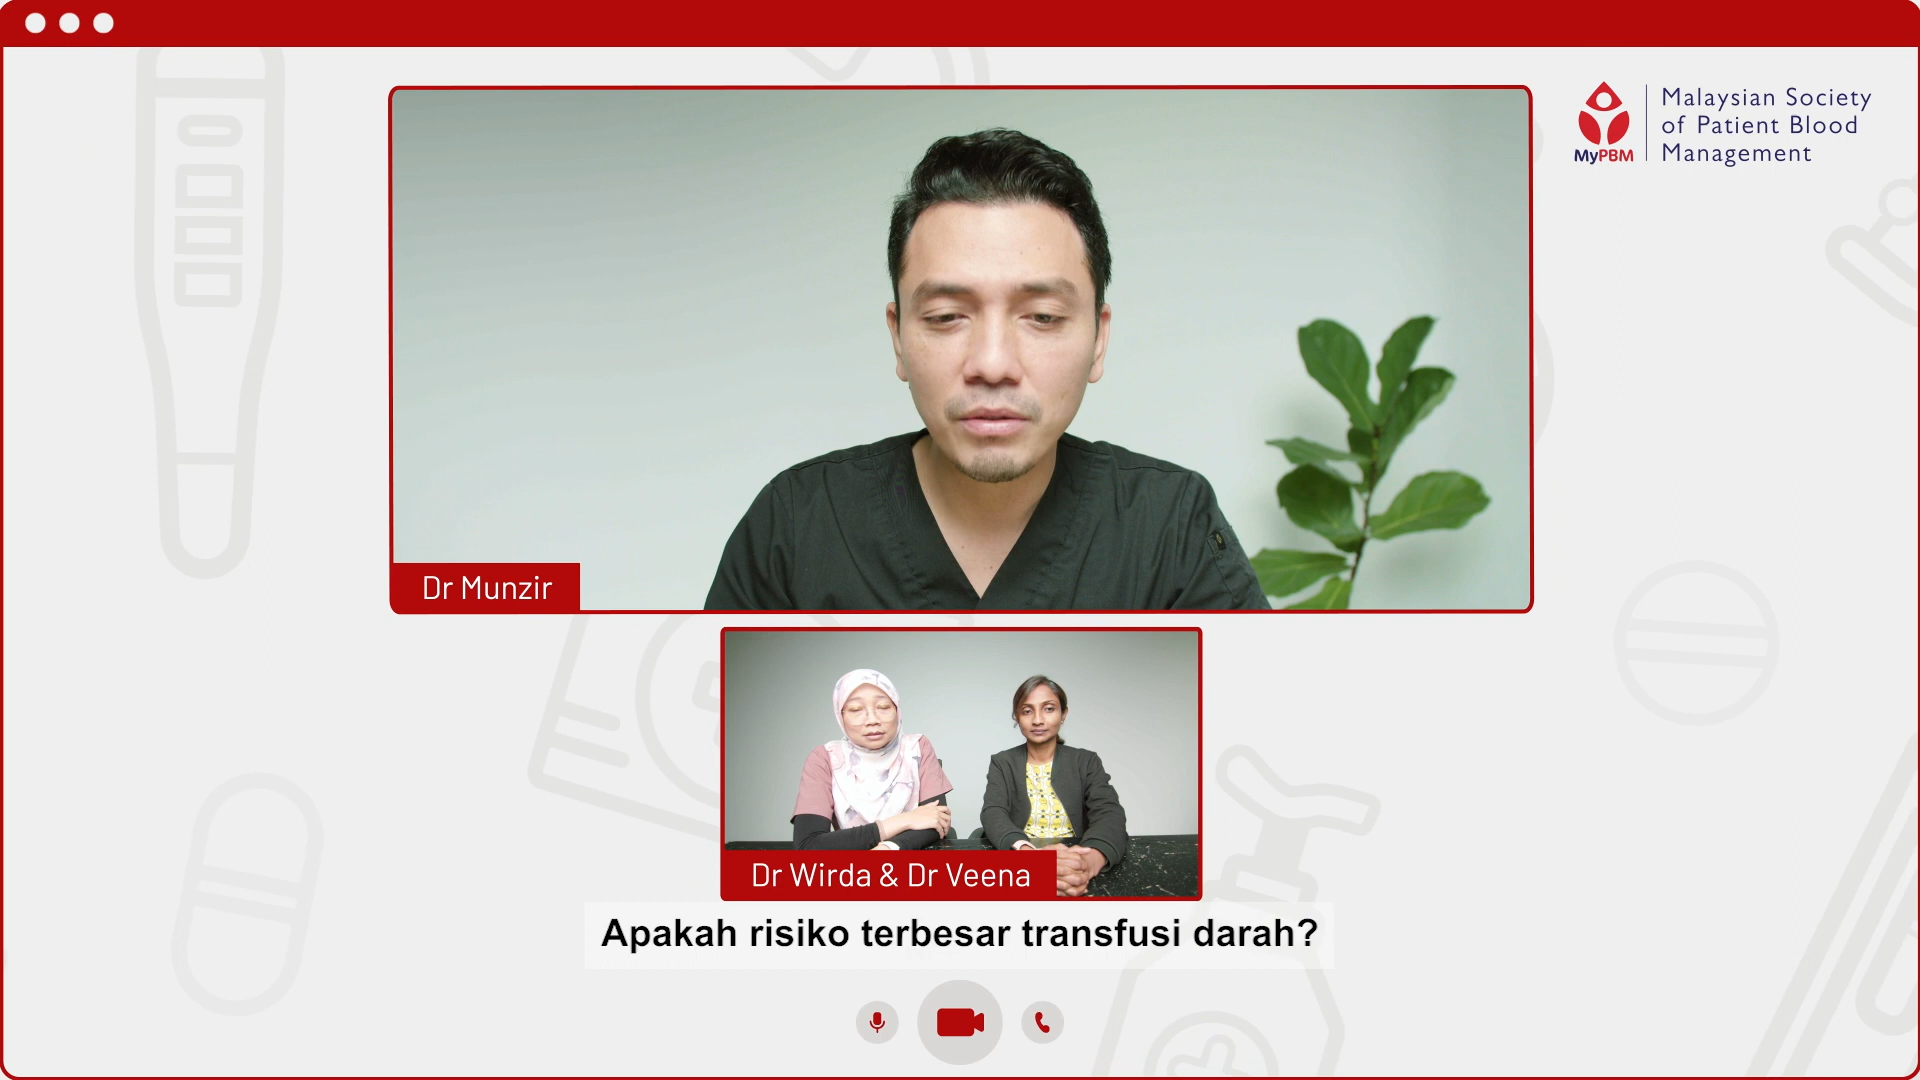 Malaysian Society
of Patient Blood
Management
MyPBM
Dr Munzir
Dr Wirda & Dr Veena
Apakah risiko terbesar transfusi darah?